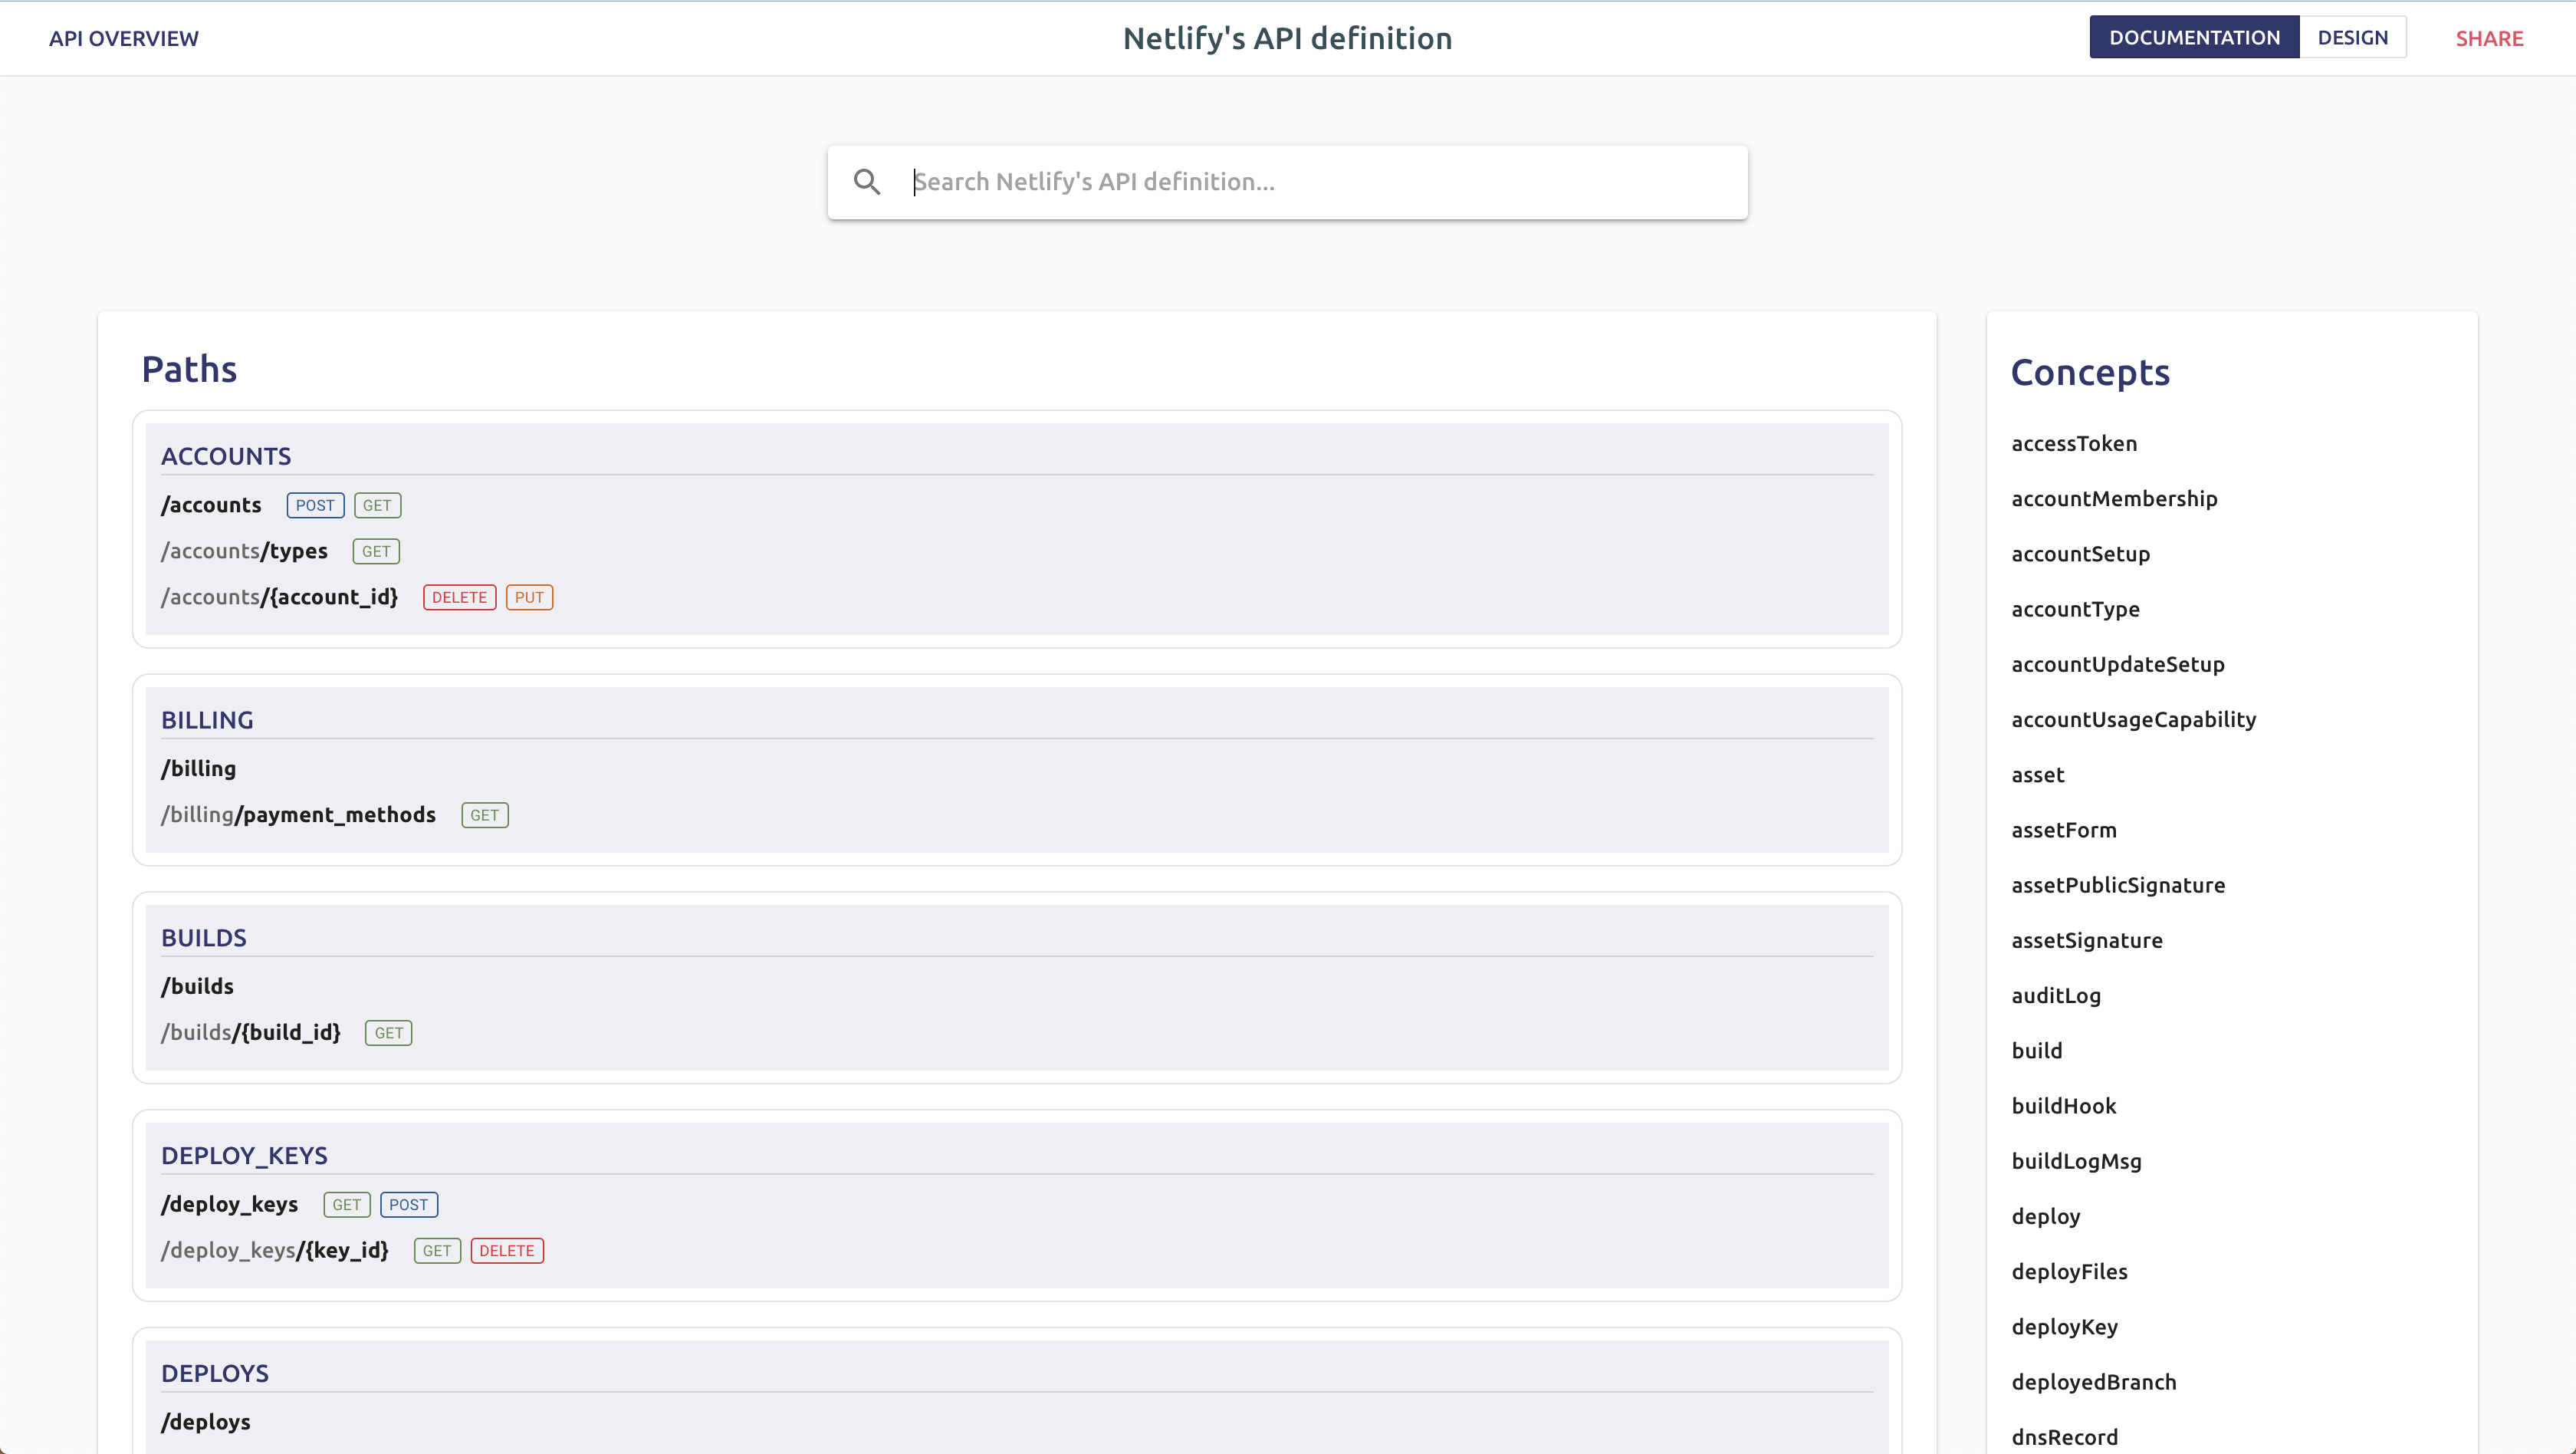 API OVERVIEW
Netlify's API definition
DOCUMENTATION DESIGN
SHARE
Search Netlify's API definition...
Paths
ACCOUNTS
/accounts POST GET
/accounts/types GET
/accounts/{account_id} DELETE PUT
BILLING
/billing
/billing/payment_methods GET
BUILDS
/builds
/builds/{build_id} GET
DEPLOY_KEYS
/deploy_keys GET POST
/deploy_keys/{key_id} GET DELETE
DEPLOYS
/deploys
Concepts
accessToken
accountMembership
accountSetup
accountType
accountUpdateSetup
accountUsageCapability
asset
assetForm
assetPublicSignature
assetSignature
auditLog
build
buildHook
buildLogMsg
deploy
deployFiles
deployKey
deployedBranch
dnsRecord